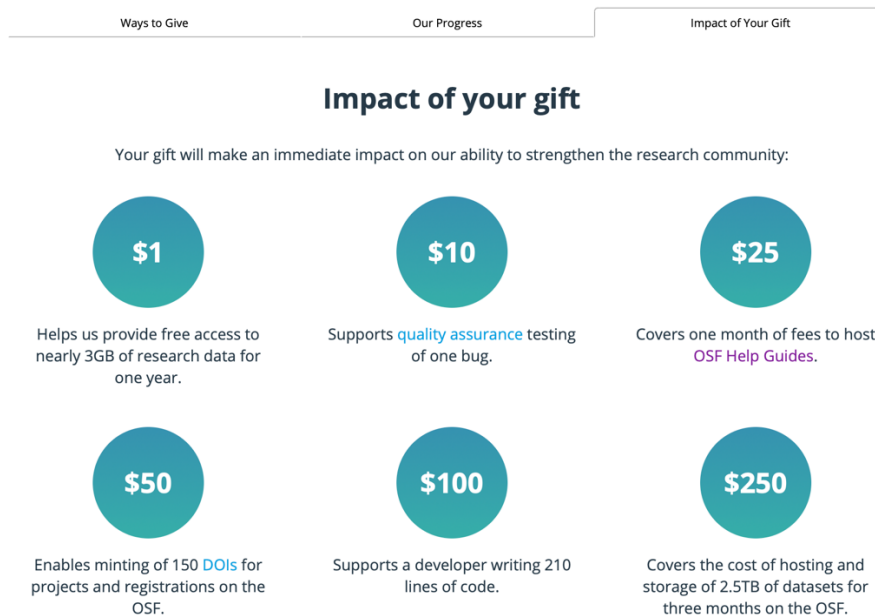 Ways to Give
Our Progress
Impact of Your Gift
Impact of your gift
Your gift will make an immediate impact on our ability to strengthen the research community:
$1
Helps us provide free access to
nearly 3GB of research data for
one year.
$10
Supports quality assurance testing
of one bug.
$25
Covers one month of fees to host
OSF Help Guides.
$50
Enables minting of 150 DOIs for
projects and registrations on the
OSF.
$100
Supports a developer writing 210
lines of code.
$250
Covers the cost of hosting and
storage of 2.5TB of datasets for
three months on the OSF.